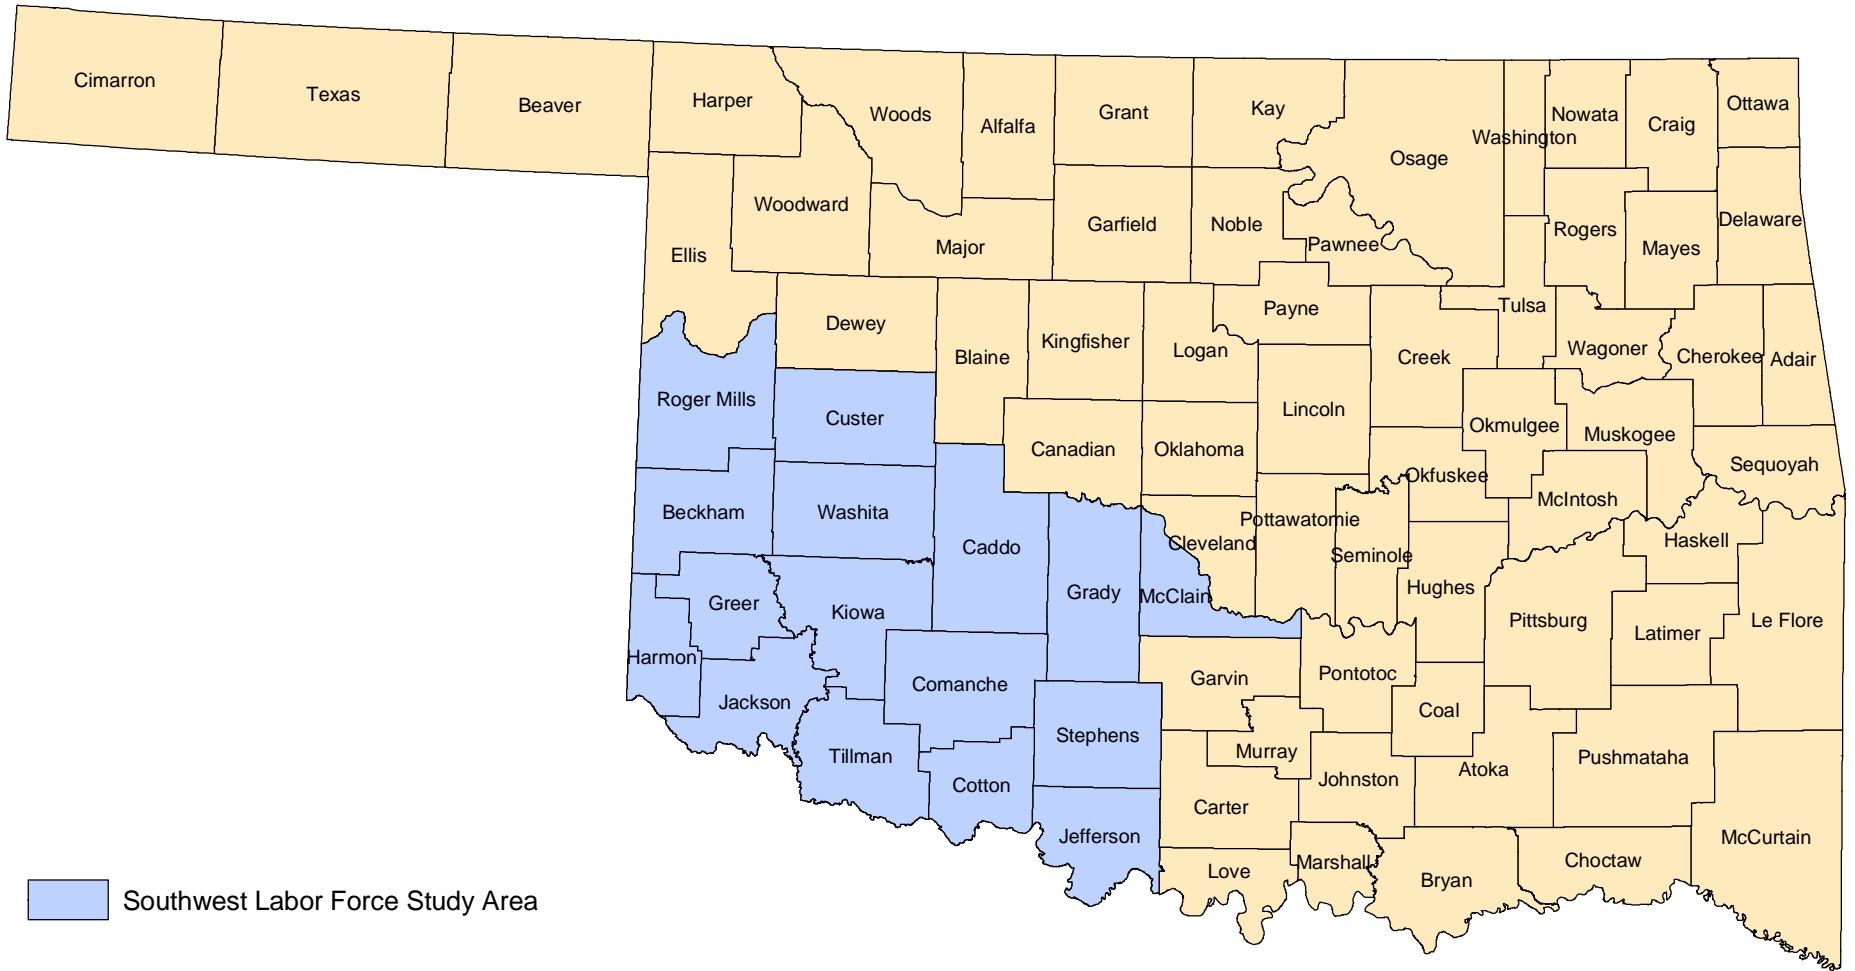 Cimarron
Texas
Beaver
Harper
Woods
Alfalfa
Grant
Kay
Osage
Washington
Nowata
Craig
Ottawa
Ellis
Woodward
Major
Garfield
Noble
Pawnee
Rogers
Mayes
Delaware
Dewey
Blaine
Kingfisher
Logan
Payne
Creek
Tulsa
Wagoner
Cherokee
Adair
Roger Mills
Custer
Canadian
Oklahoma
Lincoln
Okmulgee
Muskogee
Sequoyah
Beckham
Washita
Caddo
Grady
McClain
Cleveland
Pottawatomie
Seminole
Okfuskee
Hughes
McIntosh
Haskell
Harmon
Greer
Kiowa
Comanche
Garvin
Pontotoc
Coal
Pittsburg
Latimer
Le Flore
Jackson
Tillman
Cotton
Stephens
Murray
Johnston
Atoka
Pushmataha
Jefferson
Carter
Love
Marshall
Bryan
Choctaw
McCurtain
Southwest Labor Force Study Area